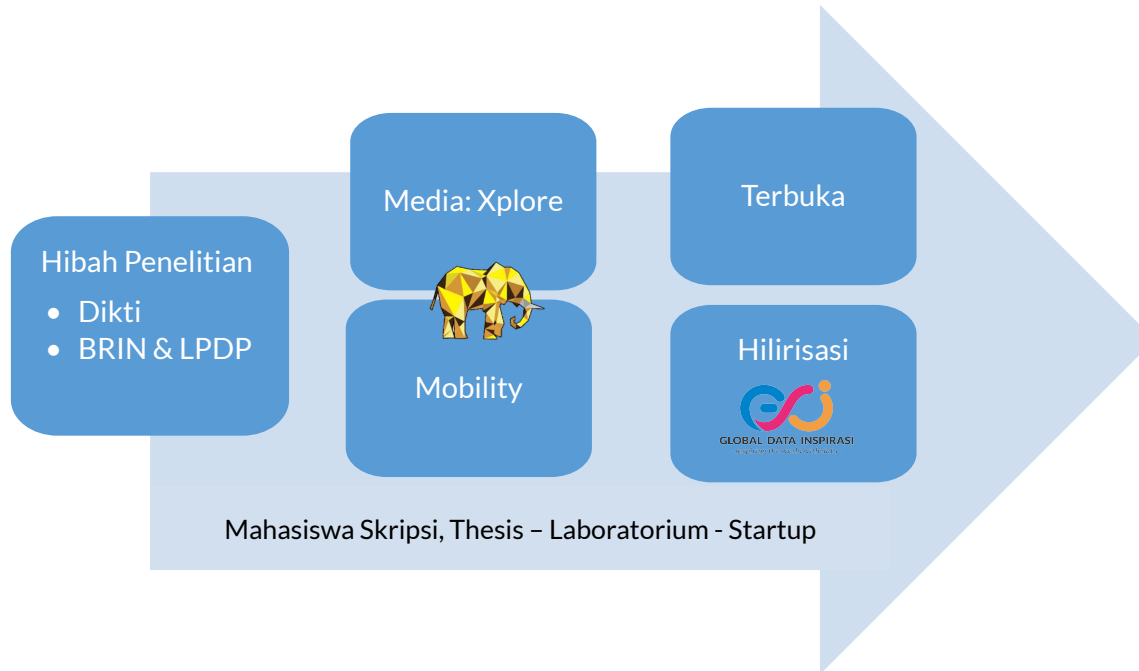 Hibah Penelitian
• Dikti
• BRIN & LPDP
Media: Xplore
Mobility
Terbuka
Hilirisasi
GLOBAL DATA INSPIRASI
Mahasiswa Skripsi, Thesis – Laboratorium - Startup